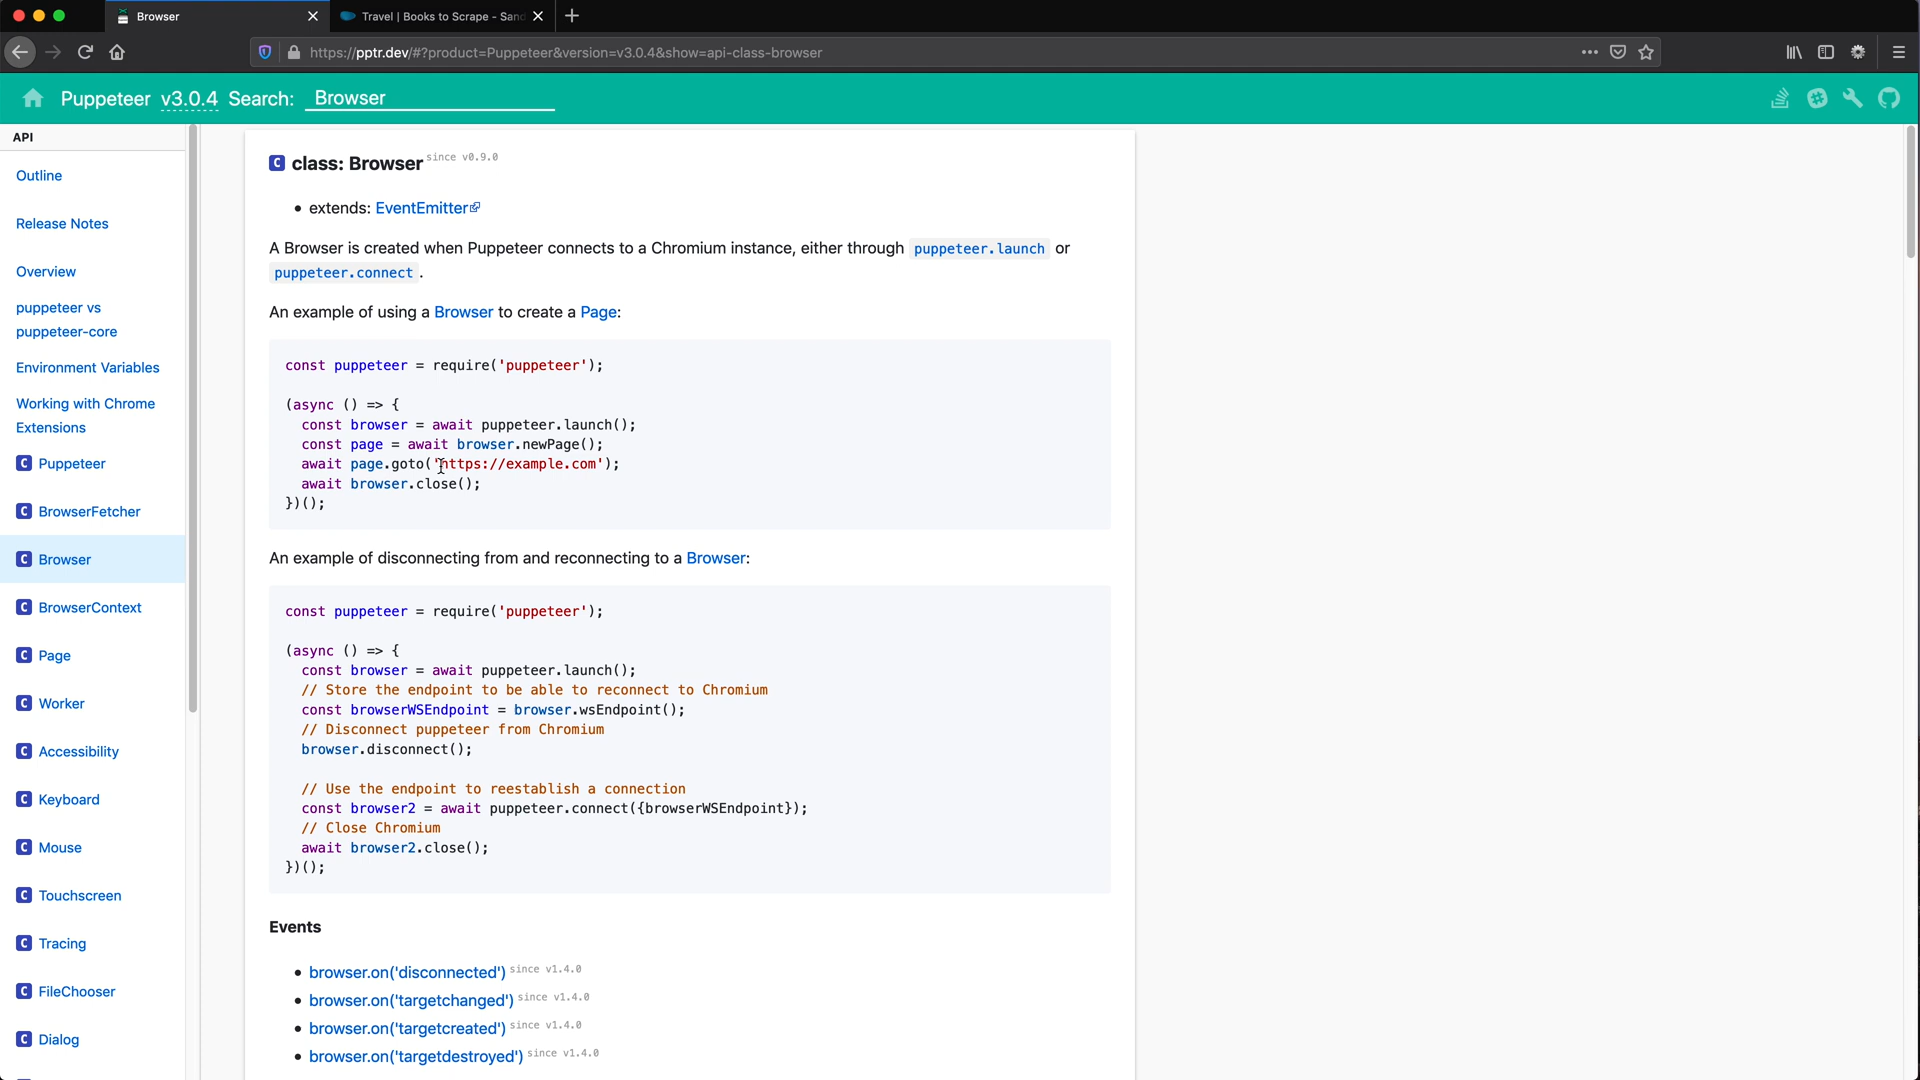 Browser
Travel | Books to Scrape - Sand
https://pptr.dev/#?product=Puppeteer&version=v3.0.4&show=api-class-browser
Puppeteer v3.0.4 Search: Browser
API
Outline
Release Notes
Overview
puppeteer vs
puppeteer-core
Environment Variables
Working with Chrome
Extensions
C Puppeteer
C BrowserFetcher
C Browser
C BrowserContext
C Page
C Worker
C Accessibility
C Keyboard
C Mouse
C Touchscreen
C Tracing
C FileChooser
C Dialog
C class: Browser since v0.9.0
• extends: EventEmitter
A Browser is created when Puppeteer connects to a Chromium instance, either through puppeteer.launch or
puppeteer.connect .
An example of using a Browser to create a Page:
const puppeteer = require('puppeteer');
(async () => {
const browser = await puppeteer.launch();
const page = await browser.newPage();
await page.goto('https://example.com');
await browser.close();
})();
An example of disconnecting from and reconnecting to a Browser:
const puppeteer = require('puppeteer');
(async () => {
const browser = await puppeteer.launch();
// Store the endpoint to be able to reconnect to Chromium
const browserWSEndpoint = browser.wsEndpoint();
// Disconnect puppeteer from Chromium
browser.disconnect();
// Use the endpoint to reestablish a connection
const browser2 = await puppeteer.connect({browserWSEndpoint});
// Close Chromium
await browser2.close();
})();
Events
• browser.on('disconnected') since v1.4.0
• browser.on('targetchanged') since v1.4.0
• browser.on('targetcreated') since v1.4.0
• browser.on('targetdestroyed') since v1.4.0